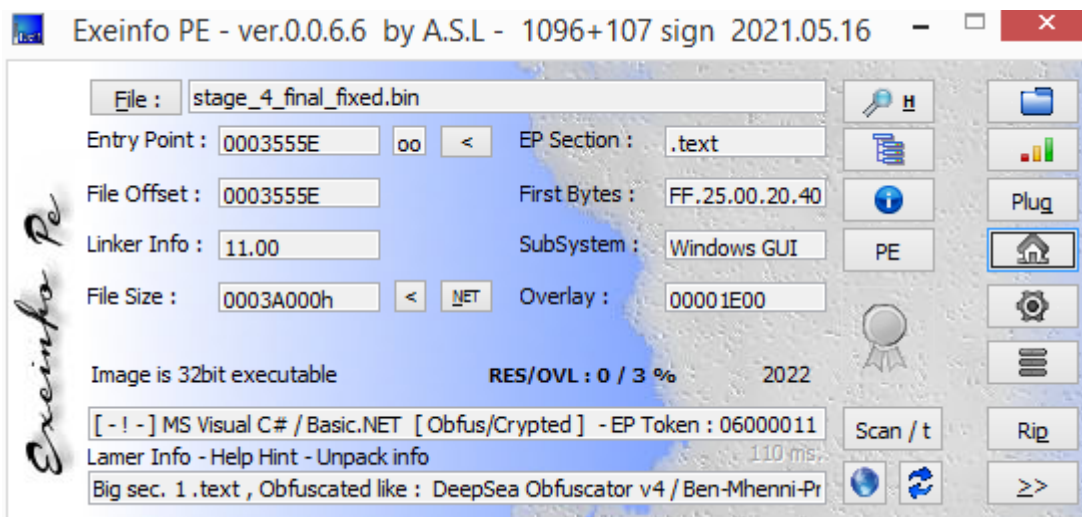 Exeinfo PE - ver.0.0.6.6 by A.S.L - 1096+107 sign 2021.05.16
File : stage_4_final_fixed.bin H
Entry Point : 0003555E oo < EP Section : .text
File Offset : 0003555E First Bytes : FF.25.00.20.40 Plug
Linker Info : 11.00 SubSystem : Windows GUI PE
File Size : 0003A000h < NET Overlay : 00001E00
Image is 32bit executable RES/OVL : 0 / 3 % 2022
[ - ! - ] MS Visual C# / Basic.NET [ Obfus/Crypted ] - EP Token : 06000011 Scan / t Rip
Lamer Info - Help Hint - Unpack info 110 ms.
Big sec. 1 .text , Obfuscated like : DeepSea Obfuscator v4 / Ben-Mhenni-Pr >>
Exeinfo Pe